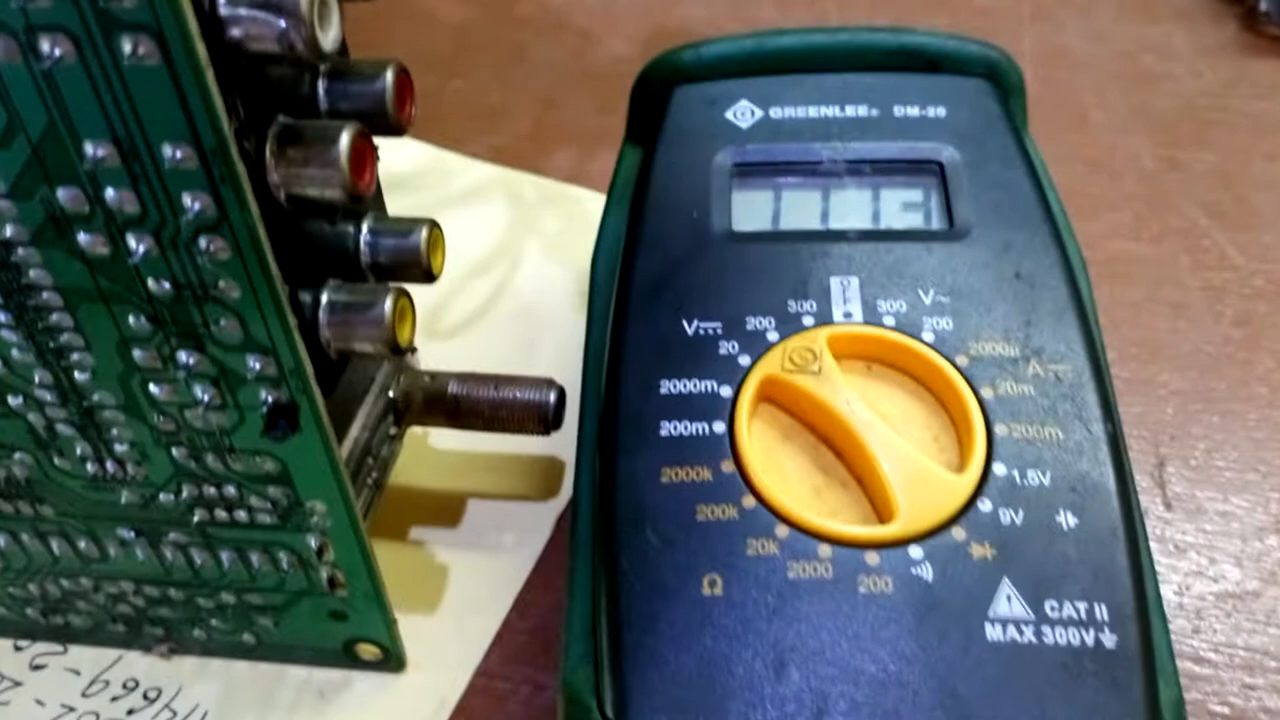 GREENLEE® DM-20
300
300
V~
V⎓
200
200
20
2000µ
A⎓
2000m
20m
200m
200m
2000k
1.5V
200k
9V
20k
2000
200
Ω
CAT II
MAX 300V